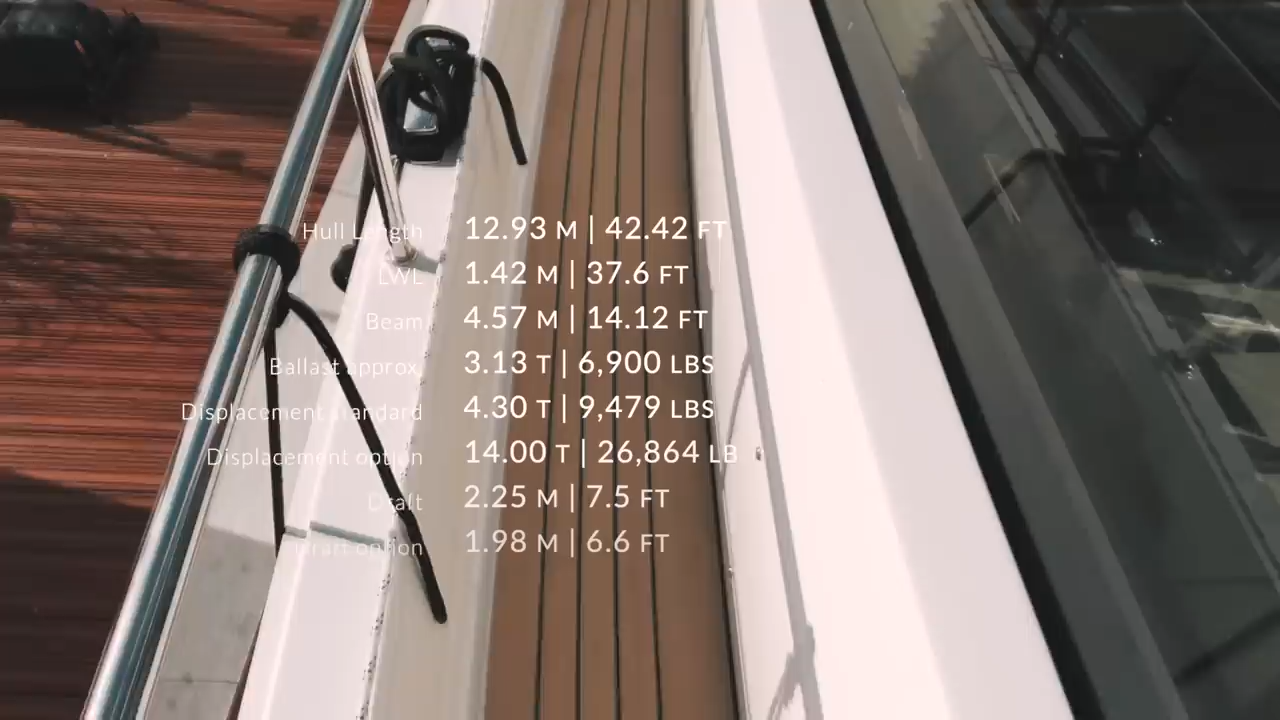 Hull Length 12.93 M | 42.42 FT
LWL 1.42 M | 37.6 FT
Beam 4.57 M | 14.12 FT
Ballast approx. 3.13 T | 6,900 LBS
Displacement standard 4.30 T | 9,479 LBS
Displacement option 14.00 T | 26,864 LB
Draft 2.25 M | 7.5 FT
Draft option 1.98 M | 6.6 FT